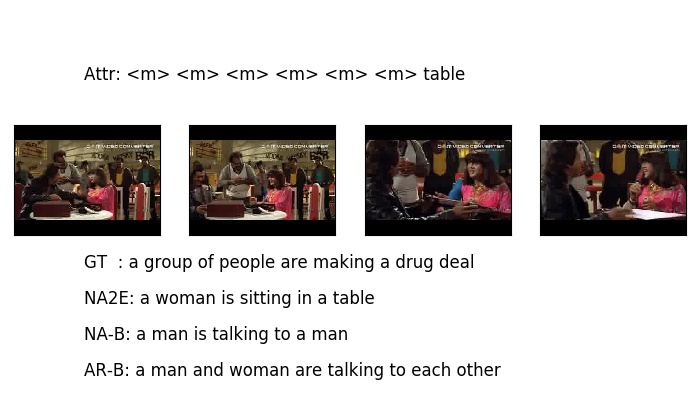 Attr: <m> <m> <m> <m> <m> <m> table
GT  : a group of people are making a drug deal
NA2E: a woman is sitting in a table
NA-B: a man is talking to a man
AR-B: a man and woman are talking to each other